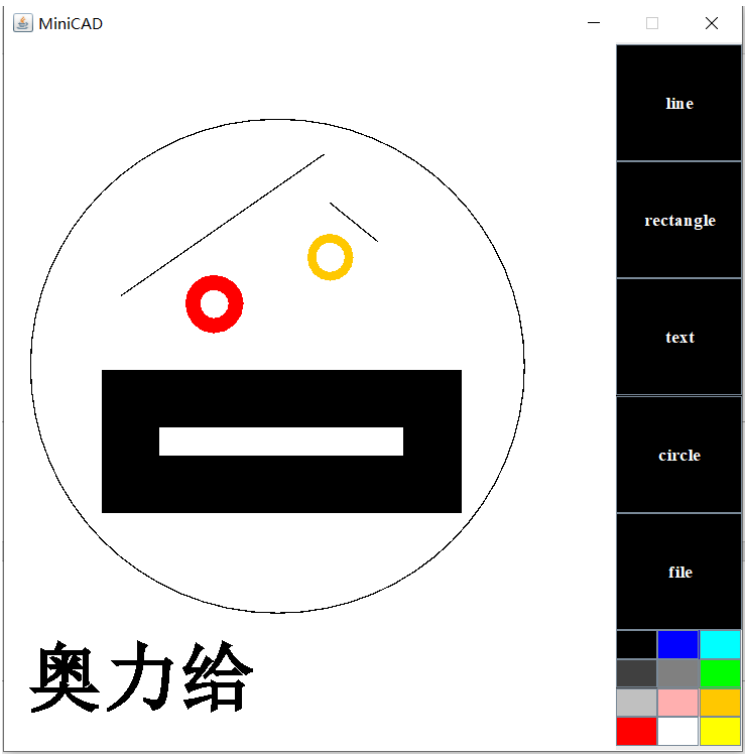 MiniCAD
line
rectangle
text
circle
file
奥力给